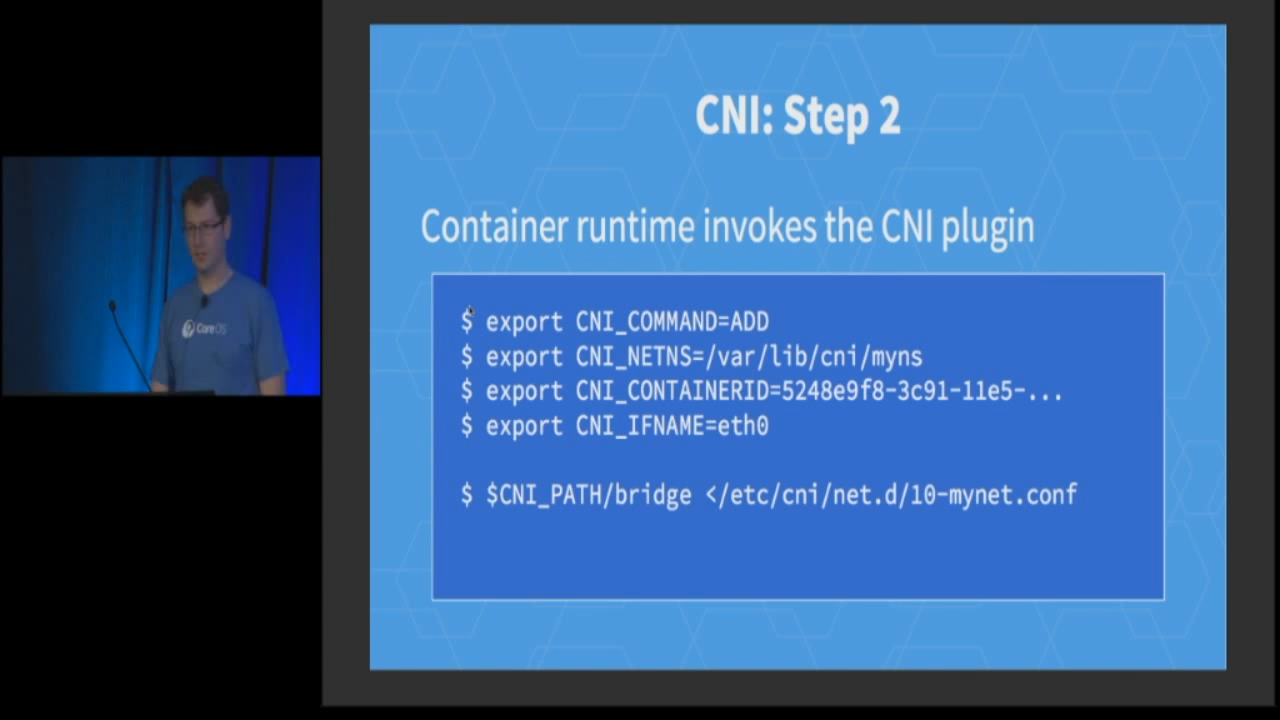 CNI: Step 2
Container runtime invokes the CNI plugin
$ export CNI_COMMAND=ADD
$ export CNI_NETNS=/var/lib/cni/myns
$ export CNI_CONTAINERID=5248e9f8-3c91-11e5-...
$ export CNI_IFNAME=eth0
$ $CNI_PATH/bridge </etc/cni/net.d/10-mynet.conf
CoreOS